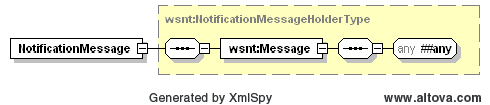 wsnt:NotificationMessageHolderType
NotificationMessage
wsnt:Message
any ##any
Generated by XmlSpy
www.altova.com